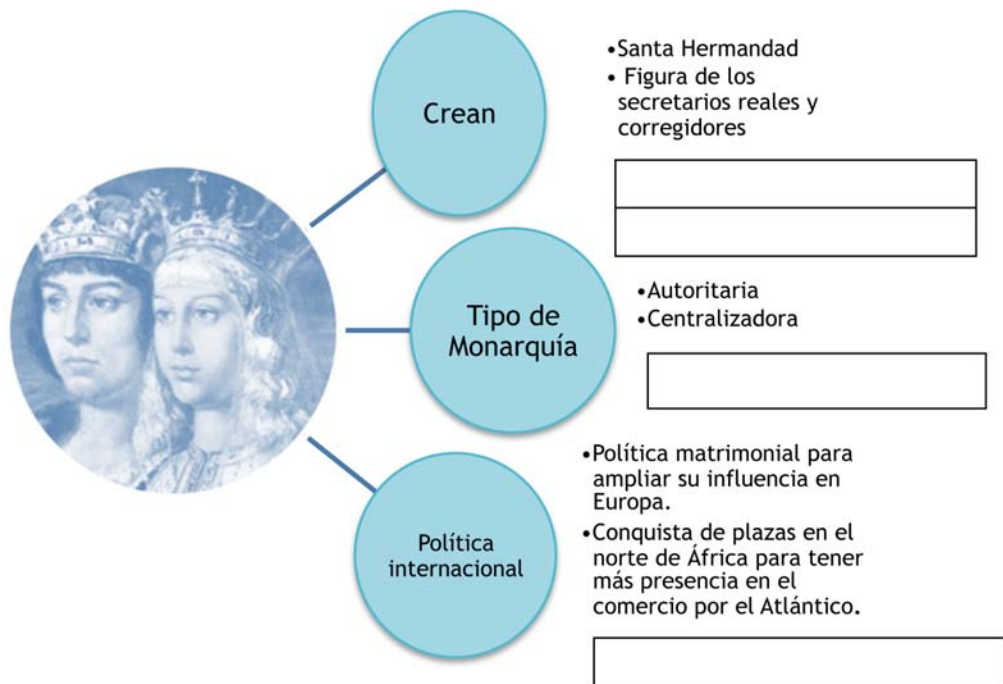 Crean
•Santa Hermandad
• Figura de los
secretarios reales y
corregidores
Tipo de
Monarquía
•Autoritaria
•Centralizadora
Política
internacional
•Política matrimonial para
ampliar su influencia en
Europa.
•Conquista de plazas en el
norte de África para tener
más presencia en el
comercio por el Atlántico.